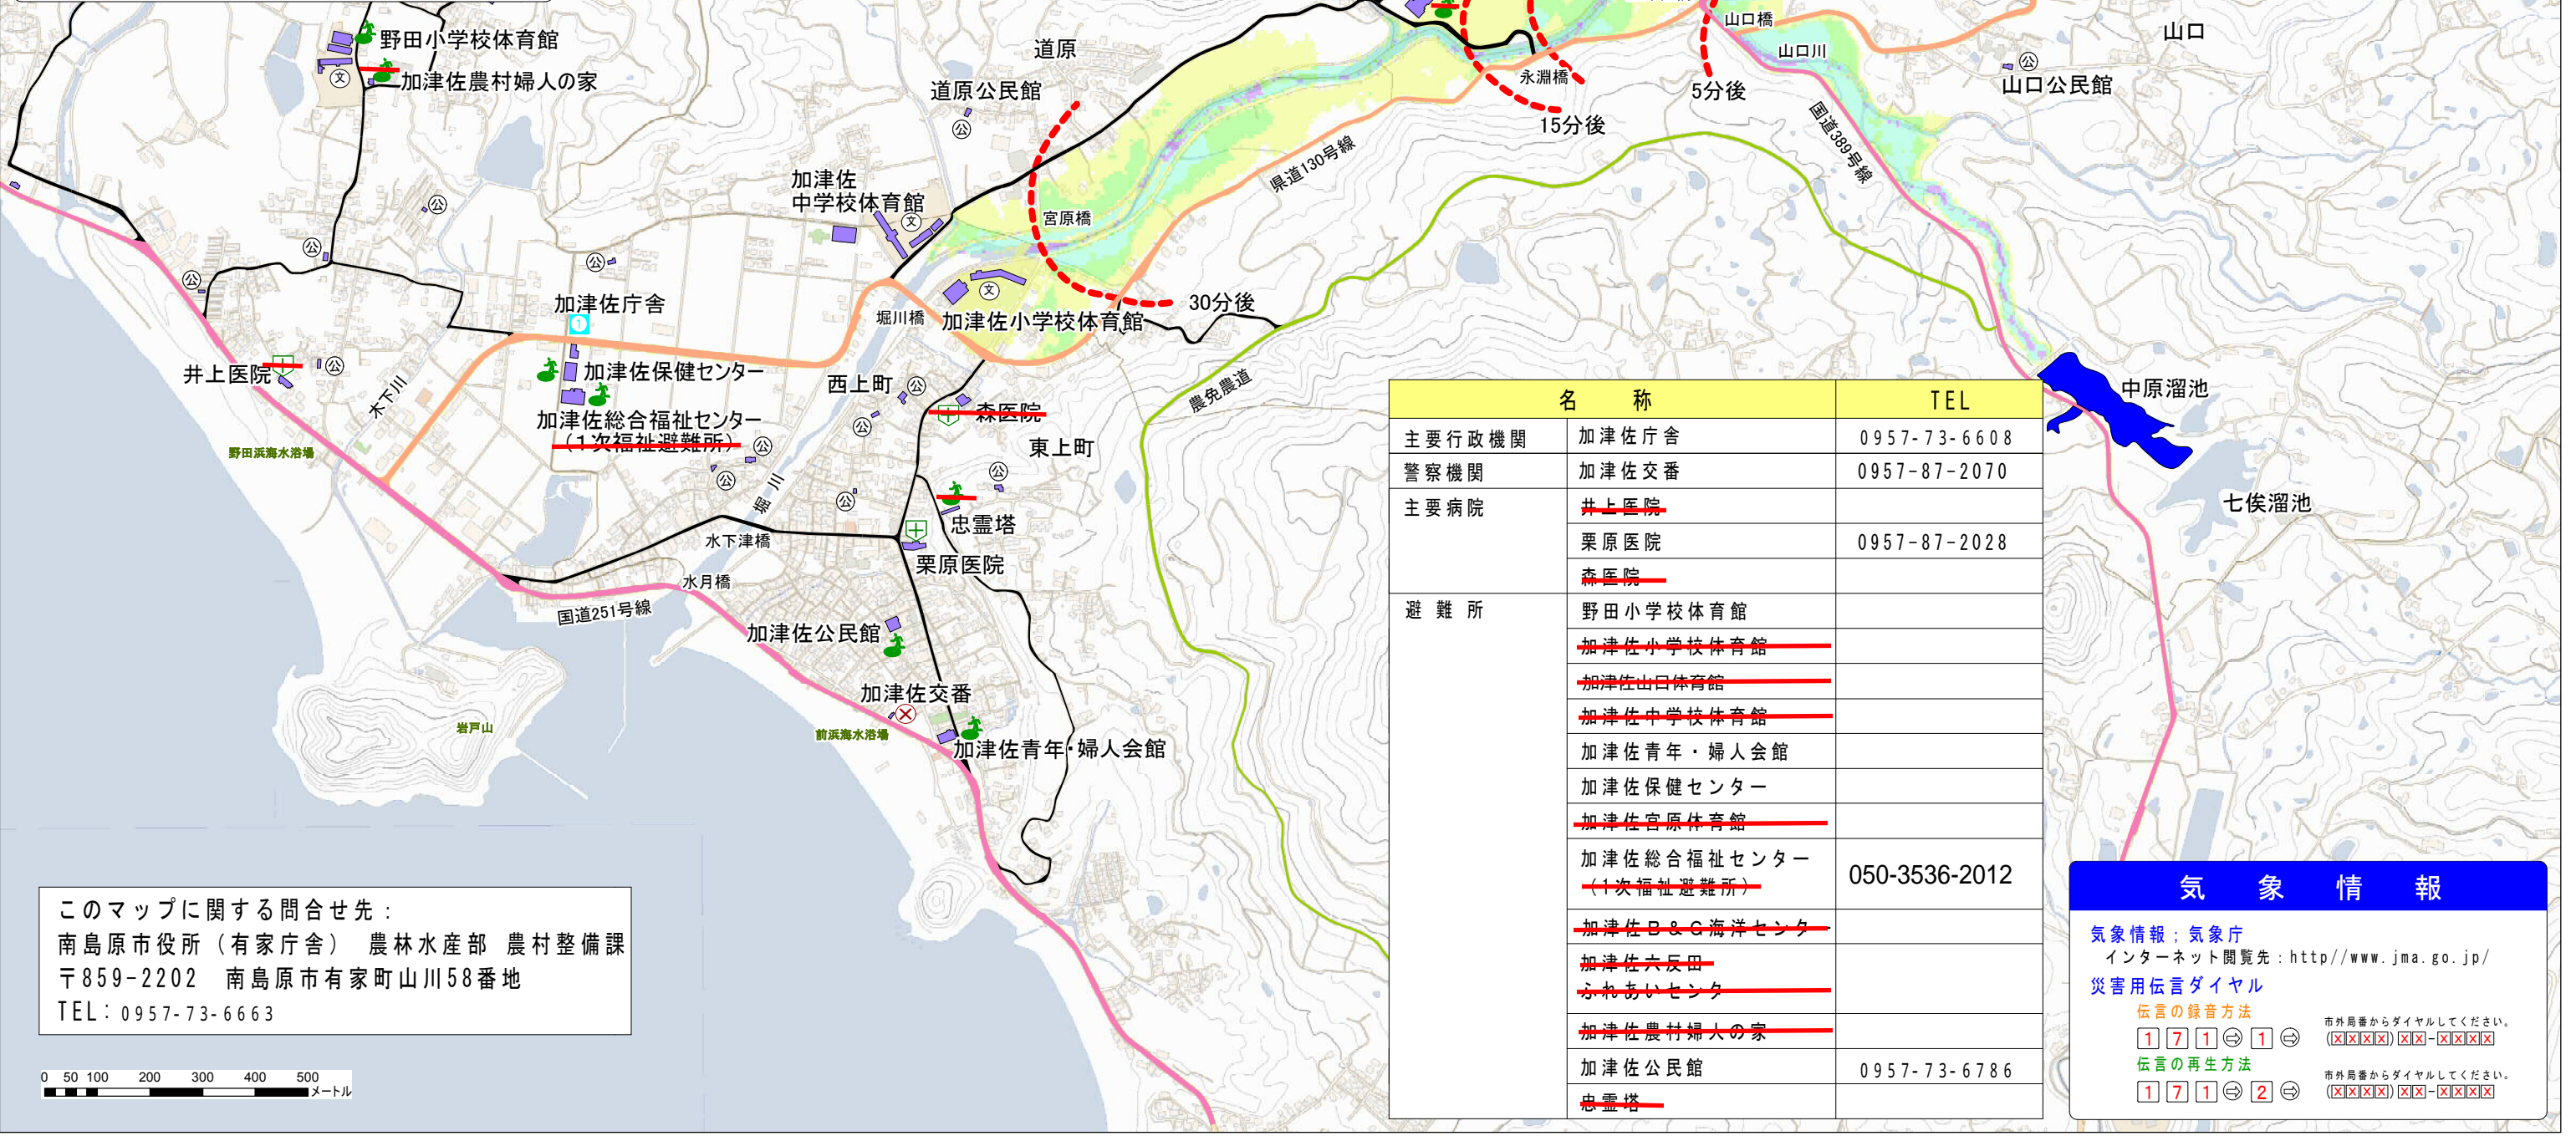 野田小学校体育館
加津佐農村婦人の家
文
道原
道原公民館
公
山口橋
山口川
山口
公
山口公民館
永淵橋
5分後
15分後
国道389号線
県道130号線
加津佐
中学校体育館
文
宮原橋
公
公
公
公
加津佐庁舎
堀川橋
文
加津佐小学校体育館
30分後
井上医院
公
木下川
加津佐保健センター
加津佐総合福祉センター
(1次福祉避難所)
公
公
西上町
公
公
森医院
東上町
公
農免農道
野田浜海水浴場
堀川
公
忠霊塔
水下津橋
栗原医院
水月橋
国道251号線
加津佐公民館
加津佐交番
岩戸山
前浜海水浴場
加津佐青年・婦人会館
中原溜池
七俟溜池
名 称 TEL
主要行政機関 加津佐庁舎 0957-73-6608
警察機関 加津佐交番 0957-87-2070
主要病院 井上医院
栗原医院 0957-87-2028
森医院
避難所 野田小学校体育館
加津佐小学校体育館
加津佐山口体育館
加津佐中学校体育館
加津佐青年・婦人会館
加津佐保健センター
加津佐宮原体育館
加津佐総合福祉センター
(1次福祉避難所) 050-3536-2012
加津佐B&G海洋センター
加津佐六反田
ふれあいセンター
加津佐農村婦人の家
加津佐公民館 0957-73-6786
忠霊塔
このマップに関する問合せ先:
南島原市役所(有家庁舎) 農林水産部 農村整備課
〒859-2202 南島原市有家町山川58番地
TEL: 0957-73-6663
0 50 100 200 300 400 500
メートル
気象情報
気象情報;気象庁
インターネット閲覧先:http//www.jma.go.jp/
災害用伝言ダイヤル
伝言の録音方法
171⇨1⇨ 市外局番からダイヤルしてください。
(XXXX)XX-XXXX
伝言の再生方法
171⇨2⇨ 市外局番からダイヤルしてください。
(XXXX)XX-XXXX